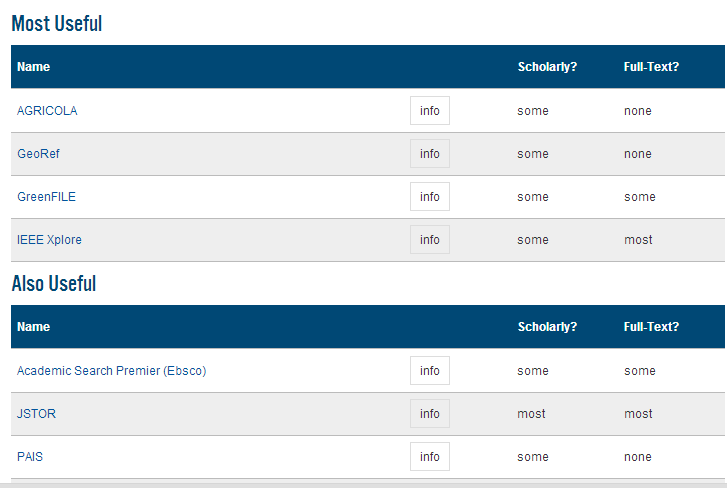 Most Useful
Name Scholarly? Full-Text?
AGRICOLA info some none
GeoRef info some none
GreenFILE info some some
IEEE Xplore info some most
Also Useful
Name Scholarly? Full-Text?
Academic Search Premier (Ebsco) info some some
JSTOR info most most
PAIS info some none